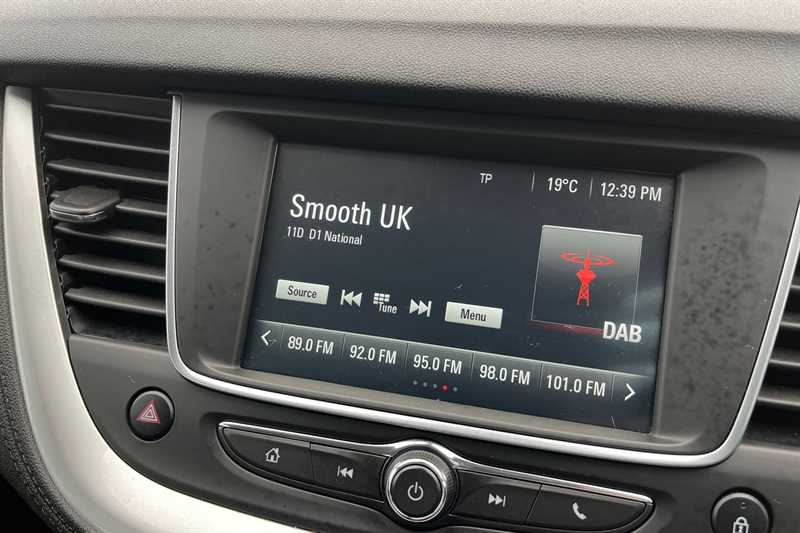 TP 19°C 12:39 PM
Smooth UK
11D D1 National
Source Tune Menu
DAB
89.0 FM 92.0 FM 95.0 FM 98.0 FM 101.0 FM